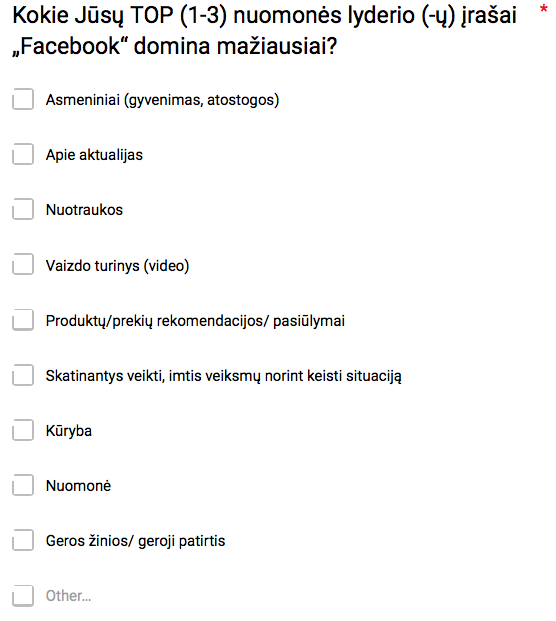 Kokie Jūsų TOP (1-3) nuomonės lyderio (-ų) įrašai *
„Facebook“ domina mažiausiai?
Asmeniniai (gyvenimas, atostogos)
Apie aktualijas
Nuotraukos
Vaizdo turinys (video)
Produktų/prekių rekomendacijos/ pasiūlymai
Skatinantys veikti, imtis veiksmų norint keisti situaciją
Kūryba
Nuomonė
Geros žinios/ geroji patirtis
Other...